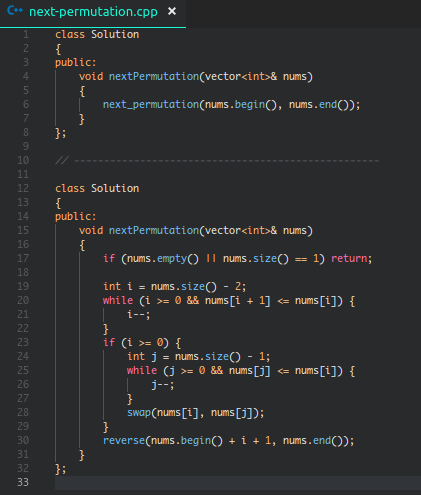 C++ next-permutation.cpp ×
1 class Solution
2 {
3 public:
4     void nextPermutation(vector<int>& nums)
5     {
6         next_permutation(nums.begin(), nums.end());
7     }
8 };
9
10 // ---------------------------------------------------
11
12 class Solution
13 {
14 public:
15     void nextPermutation(vector<int>& nums)
16     {
17         if (nums.empty() || nums.size() == 1) return;
18
19         int i = nums.size() - 2;
20         while (i >= 0 && nums[i + 1] <= nums[i]) {
21             i--;
22         }
23         if (i >= 0) {
24             int j = nums.size() - 1;
25             while (j >= 0 && nums[j] <= nums[i]) {
26                 j--;
27             }
28             swap(nums[i], nums[j]);
29         }
30         reverse(nums.begin() + i + 1, nums.end());
31     }
32 };
33